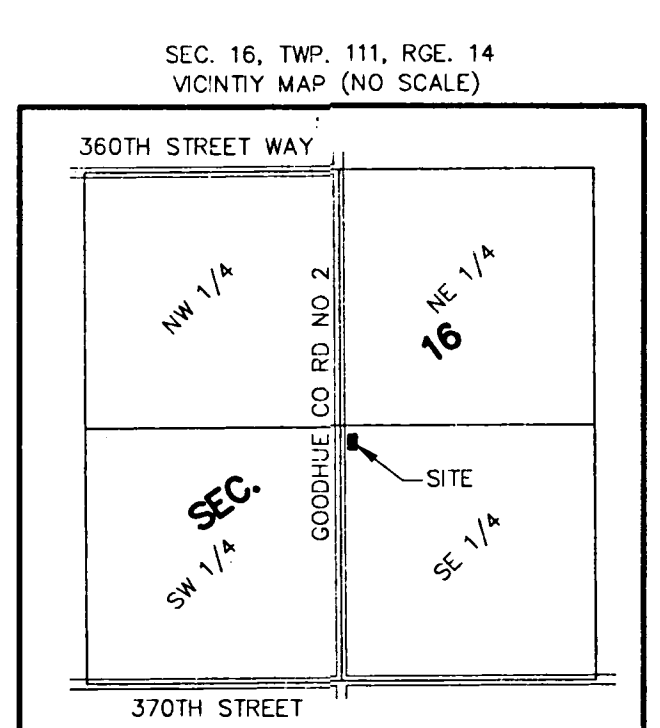 SEC. 16, TWP. 111, RGE. 14
VICINTIY MAP (NO SCALE)
360TH STREET WAY
NW 1/4
NE 1/4
16
GOODHUE CO RD NO 2
SITE
SEC.
SW 1/4
SE 1/4
370TH STREET